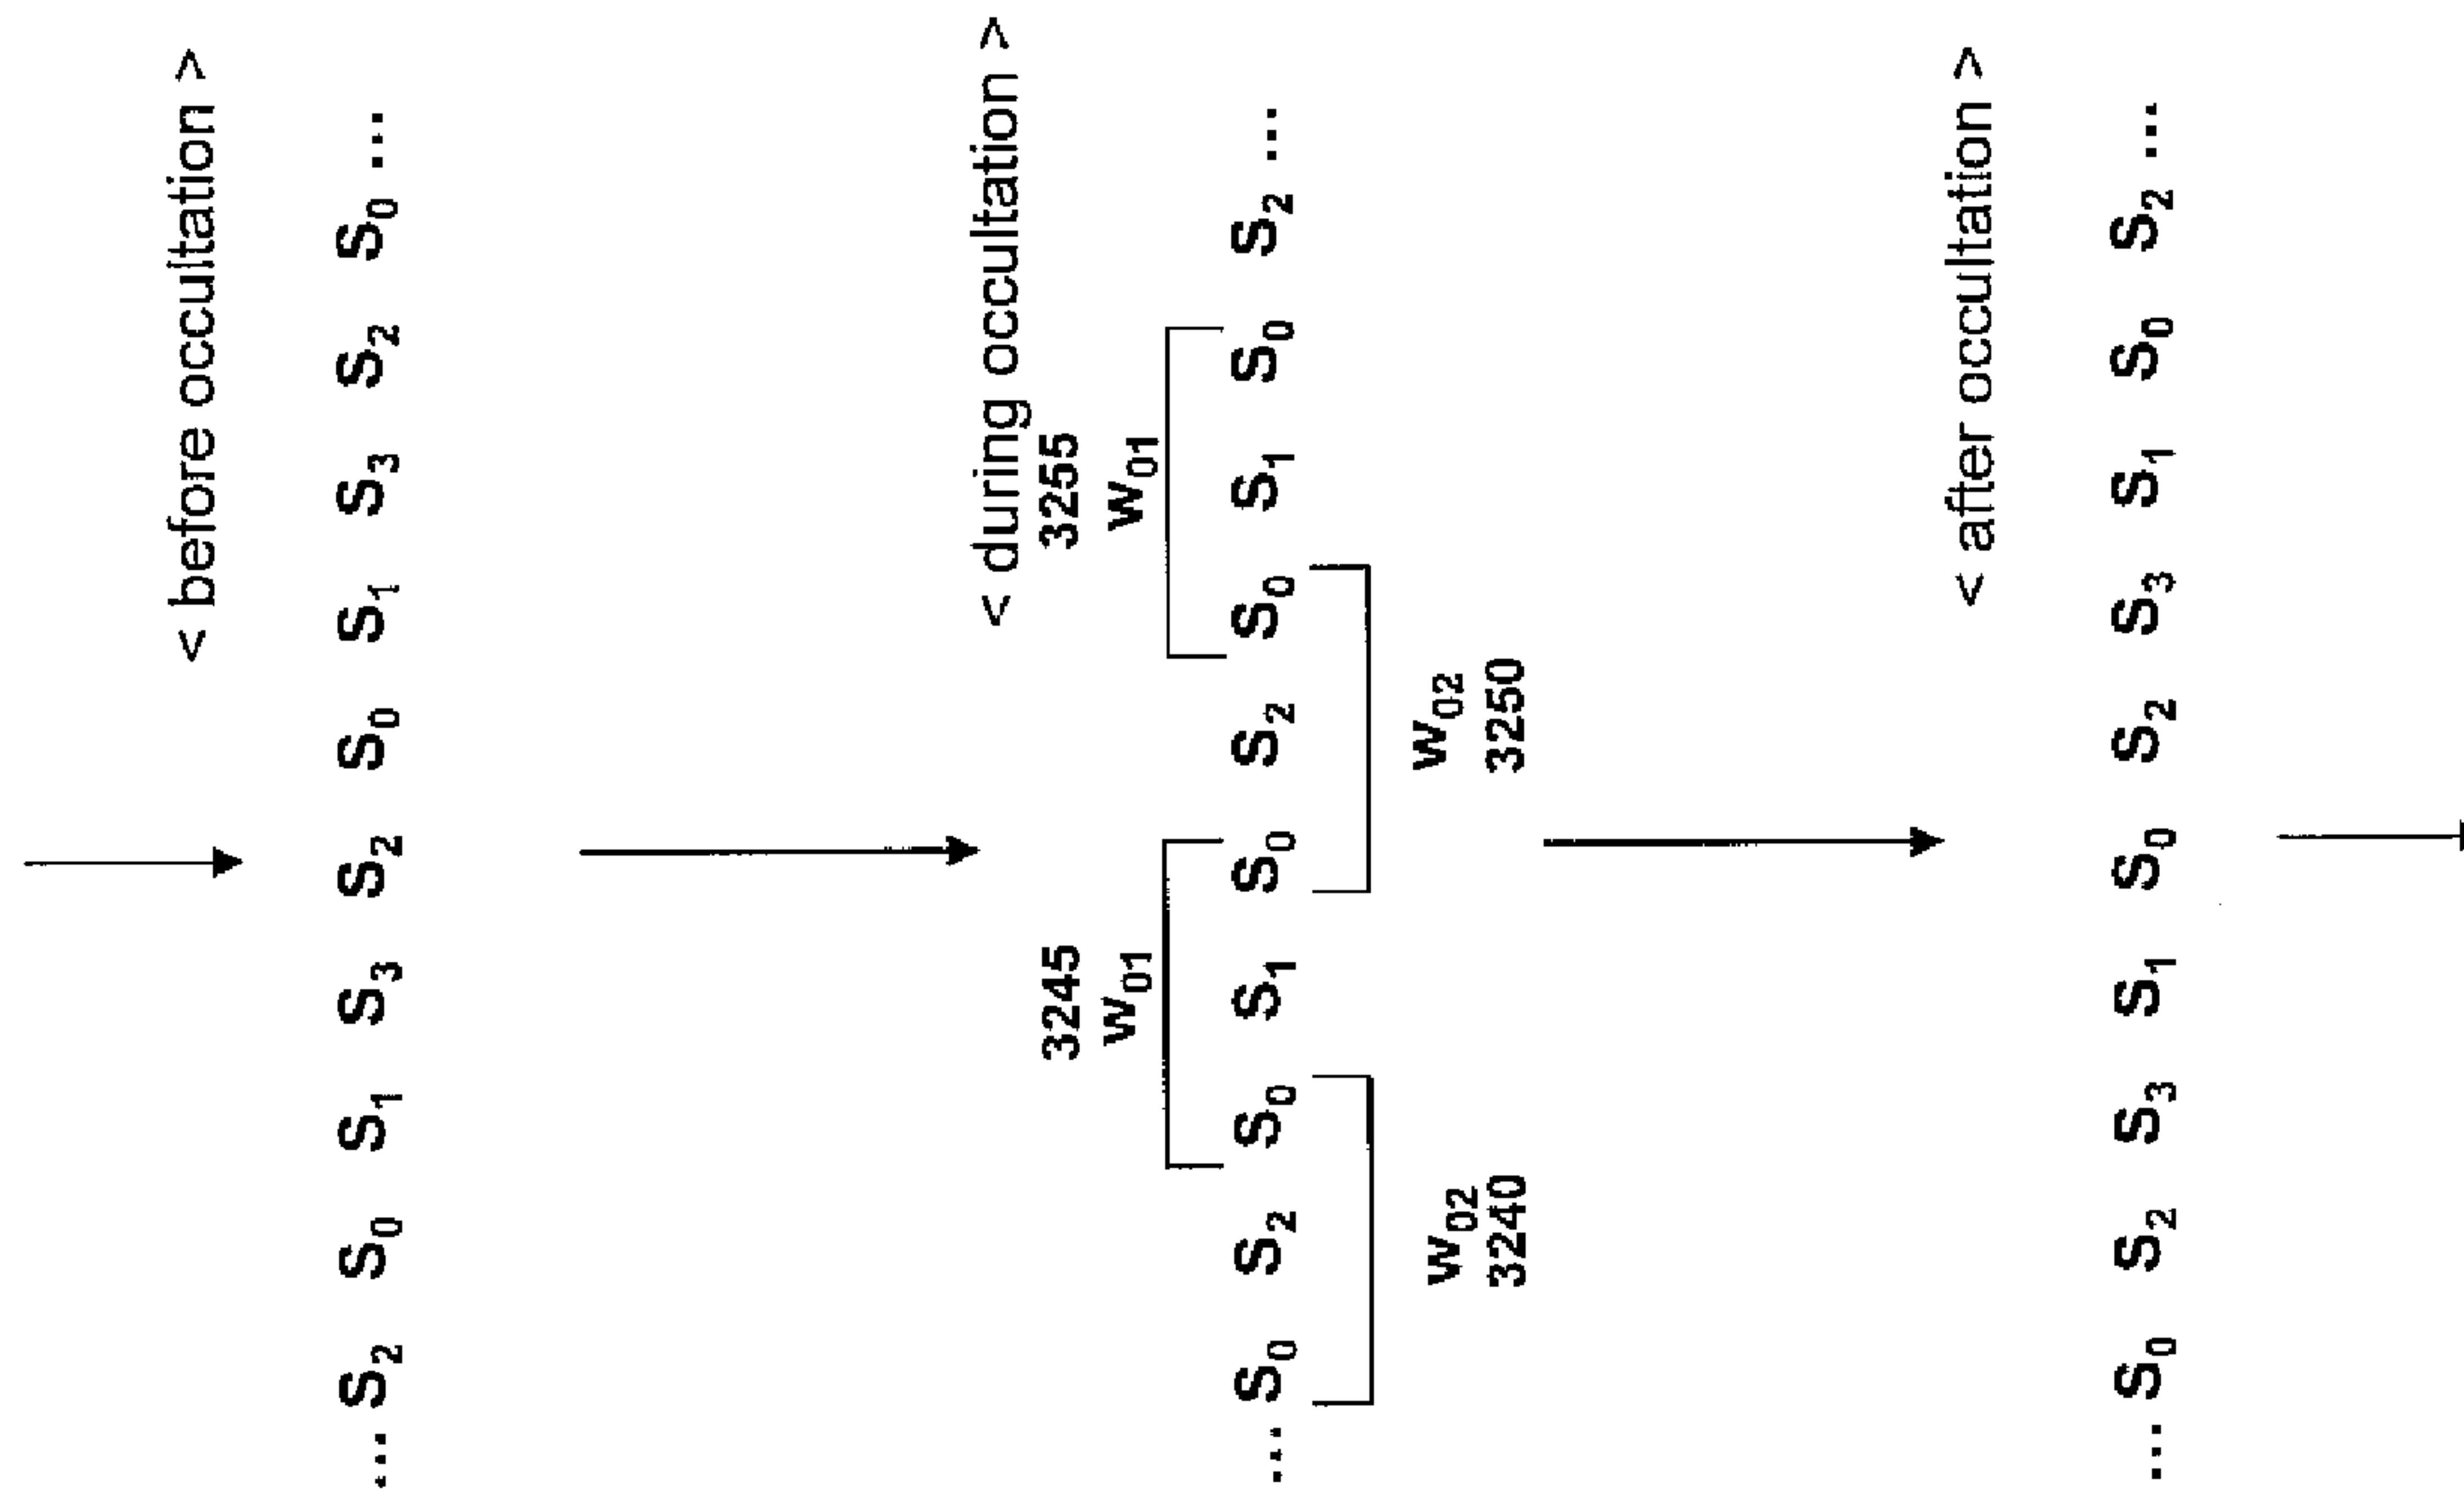 < before occultation >
... S₂ S₀ S₁ S₃ S₂ S₀ S₁ S₃ S₂ S₀ ...
< during occultation >
3245 3255
W₀₁ W₀₁
... S₀ S₂ S₀ S₁ S₀ S₂ S₀ S₁ S₀ S₂ ...
W₀₂ W₀₂
3240 3250
< after occultation >
... S₀ S₂ S₃ S₁ S₀ S₂ S₃ S₁ S₀ S₂ ...